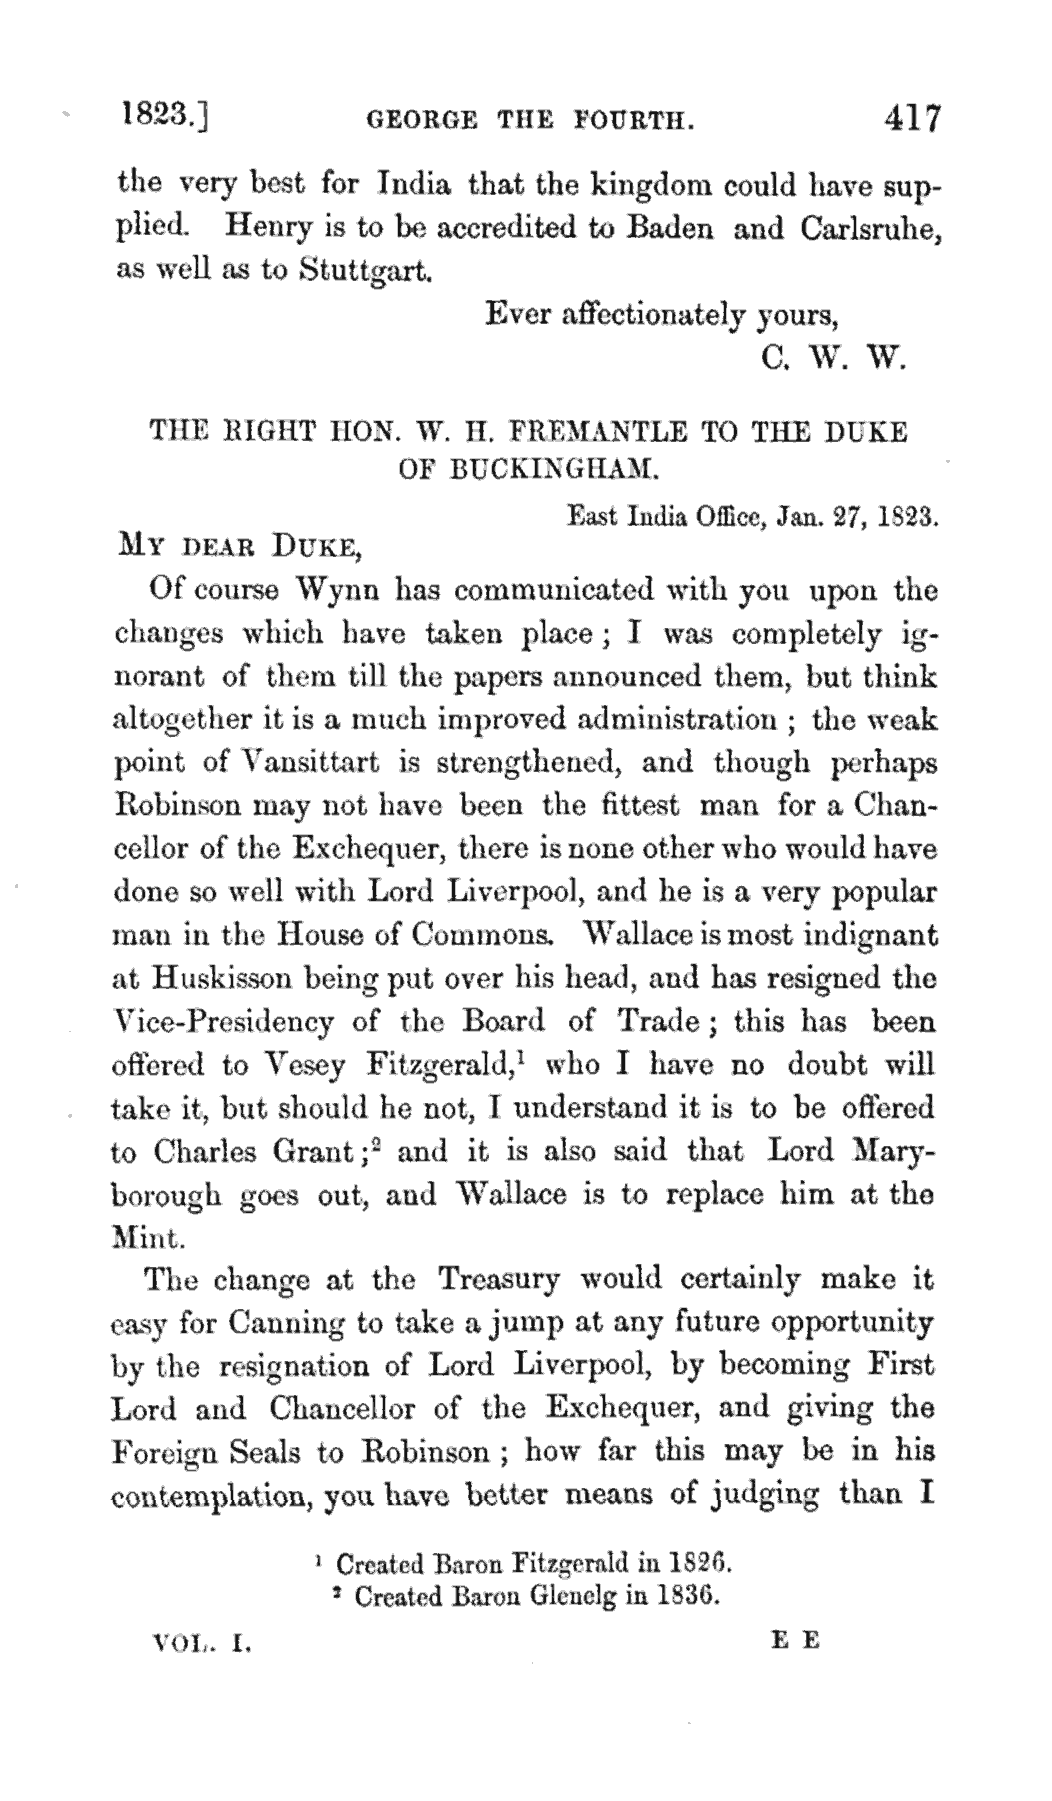 1823.] GEORGE THE FOURTH. 417
the very best for India that the kingdom could have sup-
plied. Henry is to be accredited to Baden and Carlsruhe,
as well as to Stuttgart.
Ever affectionately yours,
C. W. W.
THE RIGHT HON. W. H. FREMANTLE TO THE DUKE
OF BUCKINGHAM.
East India Office, Jan. 27, 1823.
MY DEAR DUKE,
Of course Wynn has communicated with you upon the
changes which have taken place; I was completely ig-
norant of them till the papers announced them, but think
altogether it is a much improved administration; the weak
point of Vansittart is strengthened, and though perhaps
Robinson may not have been the fittest man for a Chan-
cellor of the Exchequer, there is none other who would have
done so well with Lord Liverpool, and he is a very popular
man in the House of Commons. Wallace is most indignant
at Huskisson being put over his head, and has resigned the
Vice-Presidency of the Board of Trade; this has been
offered to Vesey Fitzgerald,¹ who I have no doubt will
take it, but should he not, I understand it is to be offered
to Charles Grant;² and it is also said that Lord Mary-
borough goes out, and Wallace is to replace him at the
Mint.
The change at the Treasury would certainly make it
easy for Canning to take a jump at any future opportunity
by the resignation of Lord Liverpool, by becoming First
Lord and Chancellor of the Exchequer, and giving the
Foreign Seals to Robinson; how far this may be in his
contemplation, you have better means of judging than I
¹ Created Baron Fitzgerald in 1826.
² Created Baron Glenelg in 1836.
VOL. I. E E